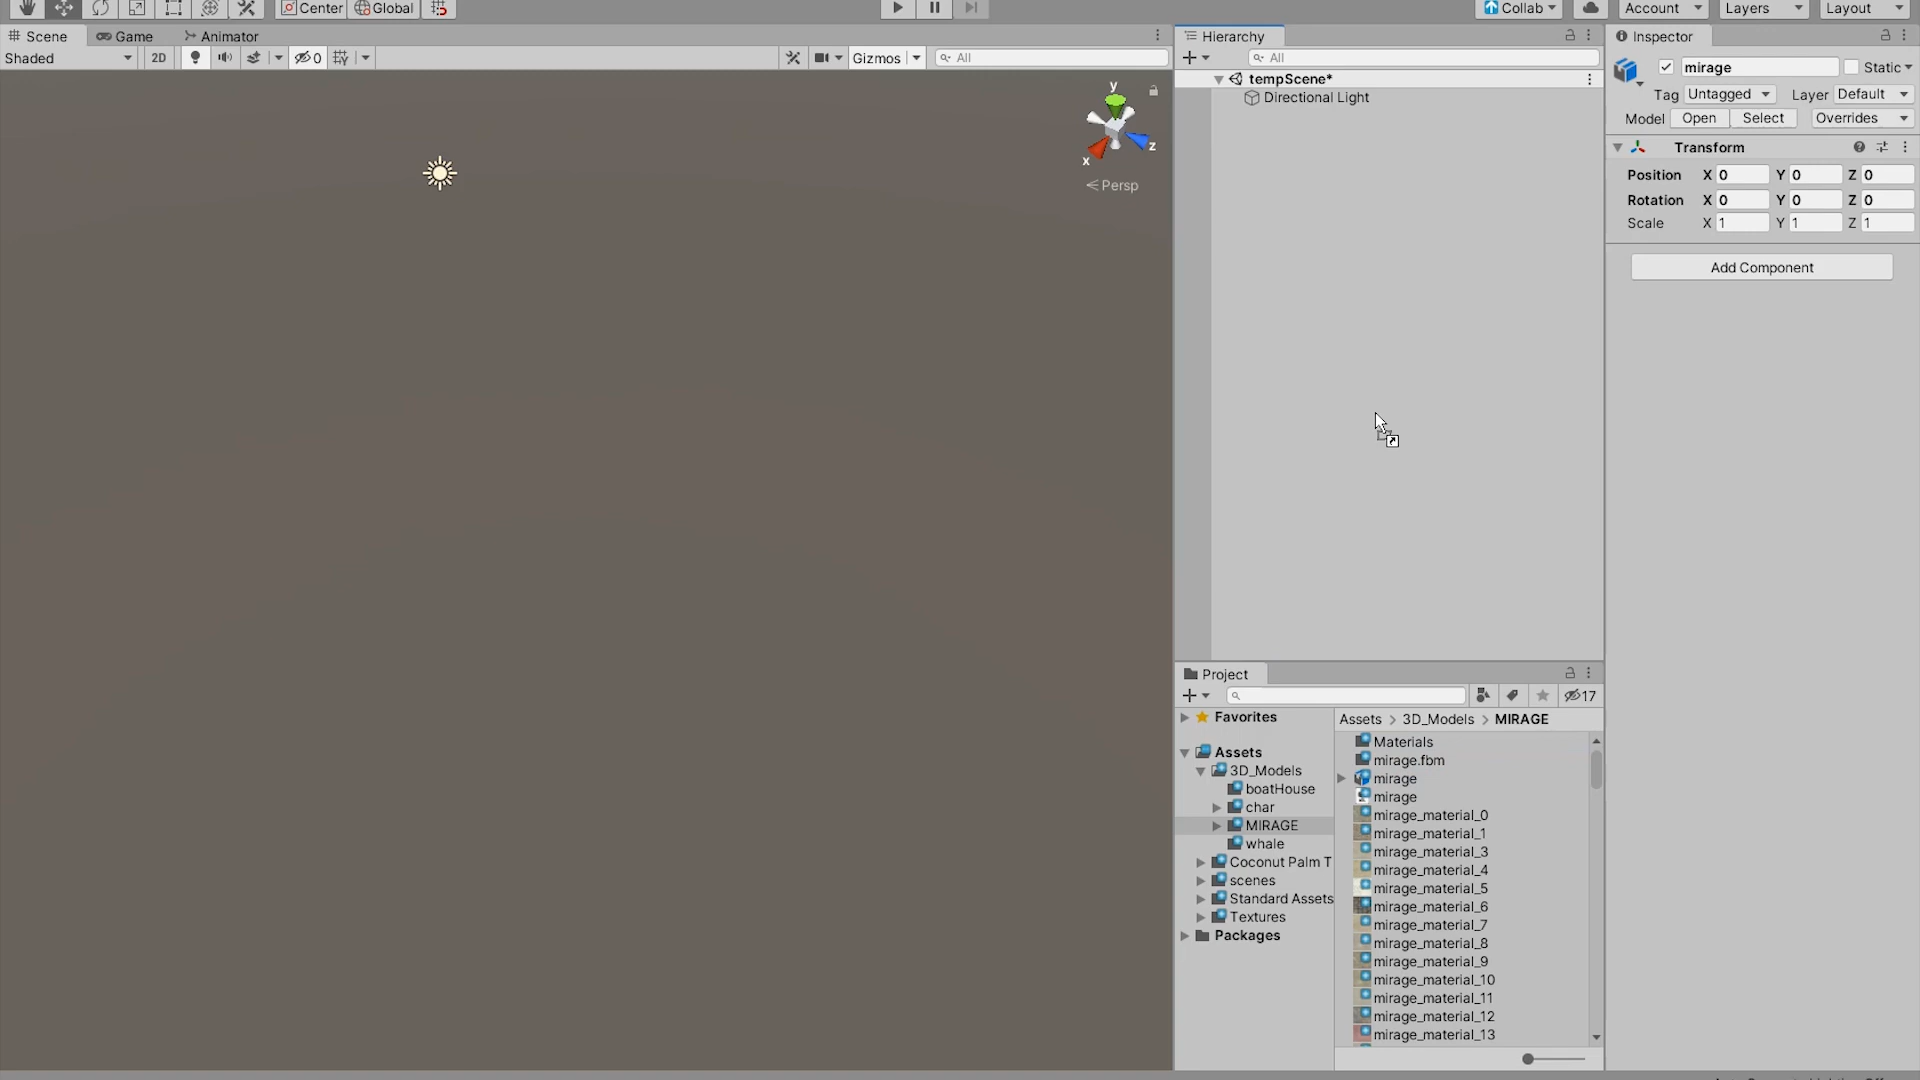 Center
Global
Collab
Account
Layers
Layout
Scene
Game
Animator
Shaded
2D
0
Gizmos
All
y
x
z
Persp
Hierarchy
All
tempScene*
Directional Light
Inspector
mirage
Static
Tag
Untagged
Layer
Default
Model
Open
Select
Overrides
Transform
Position
X 0
Y 0
Z 0
Rotation
X 0
Y 0
Z 0
Scale
X 1
Y 1
Z 1
Add Component
Project
17
Favorites
Assets
3D_Models
boatHouse
char
MIRAGE
whale
Coconut Palm T
scenes
Standard Assets
Textures
Packages
Assets > 3D_Models > MIRAGE
Materials
mirage.fbm
mirage
mirage
mirage_material_0
mirage_material_1
mirage_material_3
mirage_material_4
mirage_material_5
mirage_material_6
mirage_material_7
mirage_material_8
mirage_material_9
mirage_material_10
mirage_material_11
mirage_material_12
mirage_material_13